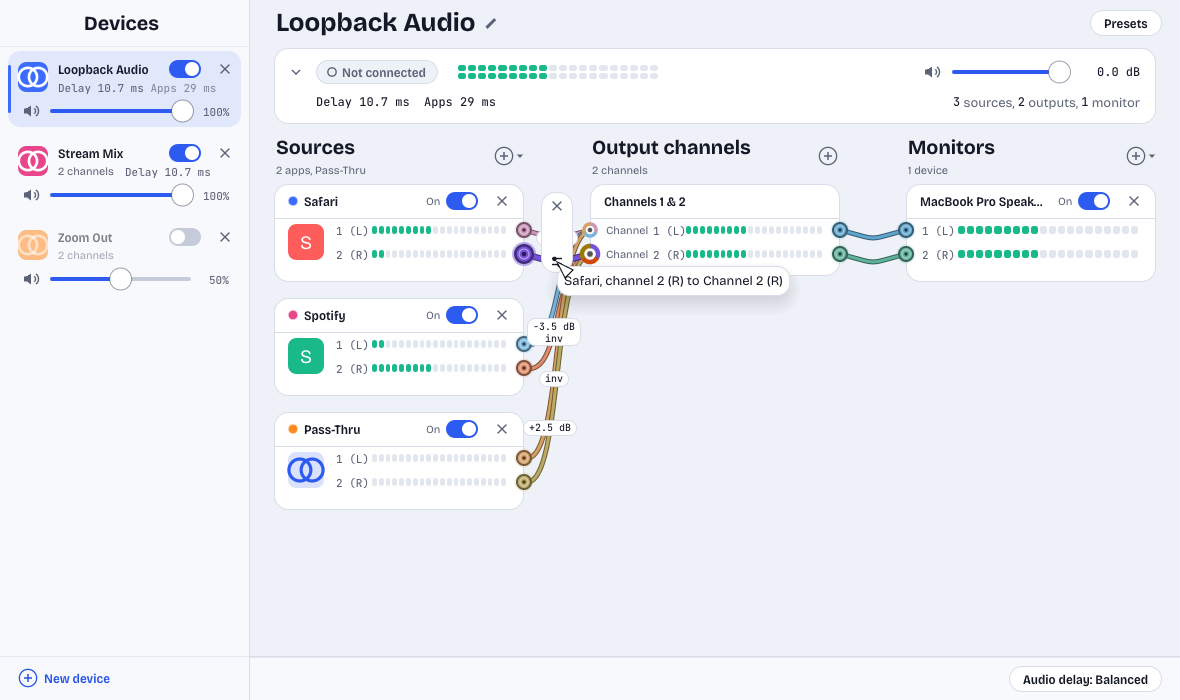 Devices
Loopback Audio
Delay 10.7 ms Apps 29 ms
100%
Stream Mix
2 channels Delay 10.7 ms
100%
Zoom Out
2 channels
50%
New device
Loopback Audio
Presets
Not connected
0.0 dB
Delay 10.7 ms Apps 29 ms
3 sources, 2 outputs, 1 monitor
Sources
2 apps, Pass-Thru
Output channels
2 channels
Monitors
1 device
Safari On
S
1 (L)
2 (R)
Channels 1 & 2
Channel 1 (L)
Channel 2 (R)
MacBook Pro Speak… On
1 (L)
2 (R)
Safari, channel 2 (R) to Channel 2 (R)
Spotify On
S
1 (L)
2 (R)
-3.5 dB
inv
inv
+2.5 dB
Pass-Thru On
1 (L)
2 (R)
Audio delay: Balanced